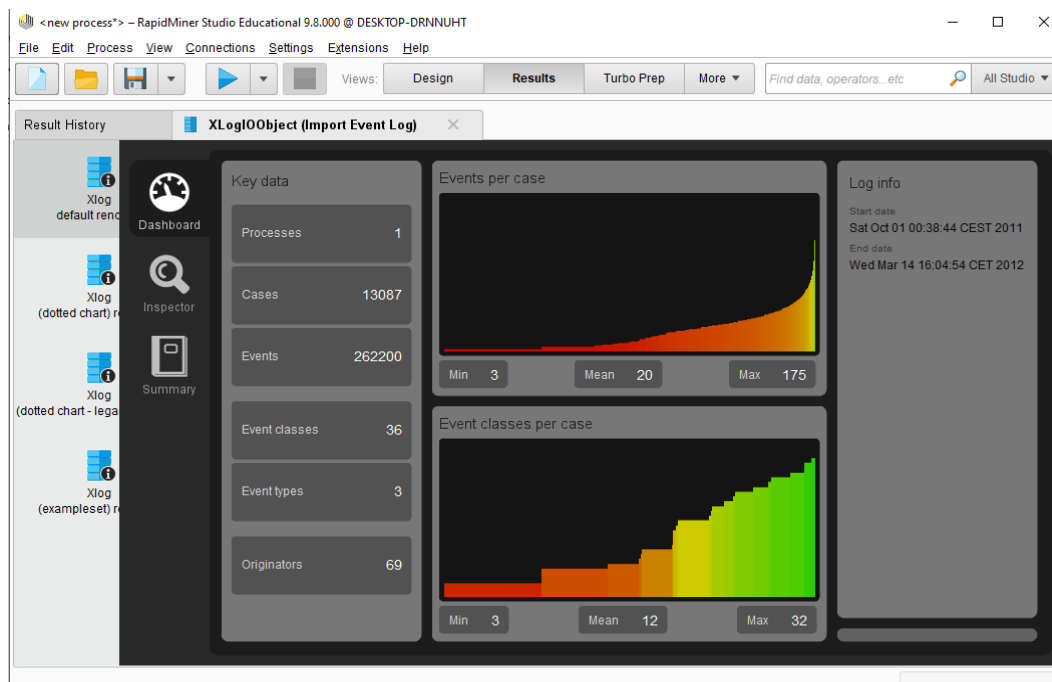 <new process*> – RapidMiner Studio Educational 9.8.000 @ DESKTOP-DRNNUHT
File Edit Process View Connections Settings Extensions Help
Views: Design Results Turbo Prep More Find data, operators...etc All Studio
Result History XLogIOObject (Import Event Log)
Xlog
default rend
Xlog
(dotted chart) r
Xlog
(dotted chart - lega
Xlog
(exampleset) r
Dashboard
Inspector
Summary
Key data
Processes 1
Cases 13087
Events 262200
Event classes 36
Event types 3
Originators 69
Events per case
Min 3 Mean 20 Max 175
Event classes per case
Min 3 Mean 12 Max 32
Log info
Start date
Sat Oct 01 00:38:44 CEST 2011
End date
Wed Mar 14 16:04:54 CET 2012